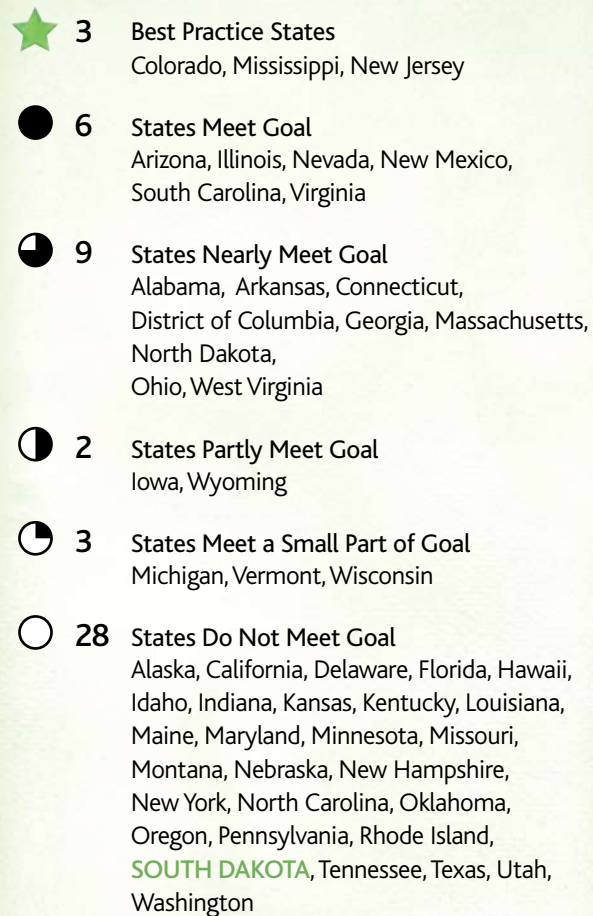 3 Best Practice States
Colorado, Mississippi, New Jersey
6 States Meet Goal
Arizona, Illinois, Nevada, New Mexico,
South Carolina, Virginia
9 States Nearly Meet Goal
Alabama, Arkansas, Connecticut,
District of Columbia, Georgia, Massachusetts,
North Dakota,
Ohio, West Virginia
2 States Partly Meet Goal
Iowa, Wyoming
3 States Meet a Small Part of Goal
Michigan, Vermont, Wisconsin
28 States Do Not Meet Goal
Alaska, California, Delaware, Florida, Hawaii,
Idaho, Indiana, Kansas, Kentucky, Louisiana,
Maine, Maryland, Minnesota, Missouri,
Montana, Nebraska, New Hampshire,
New York, North Carolina, Oklahoma,
Oregon, Pennsylvania, Rhode Island,
SOUTH DAKOTA, Tennessee, Texas, Utah,
Washington